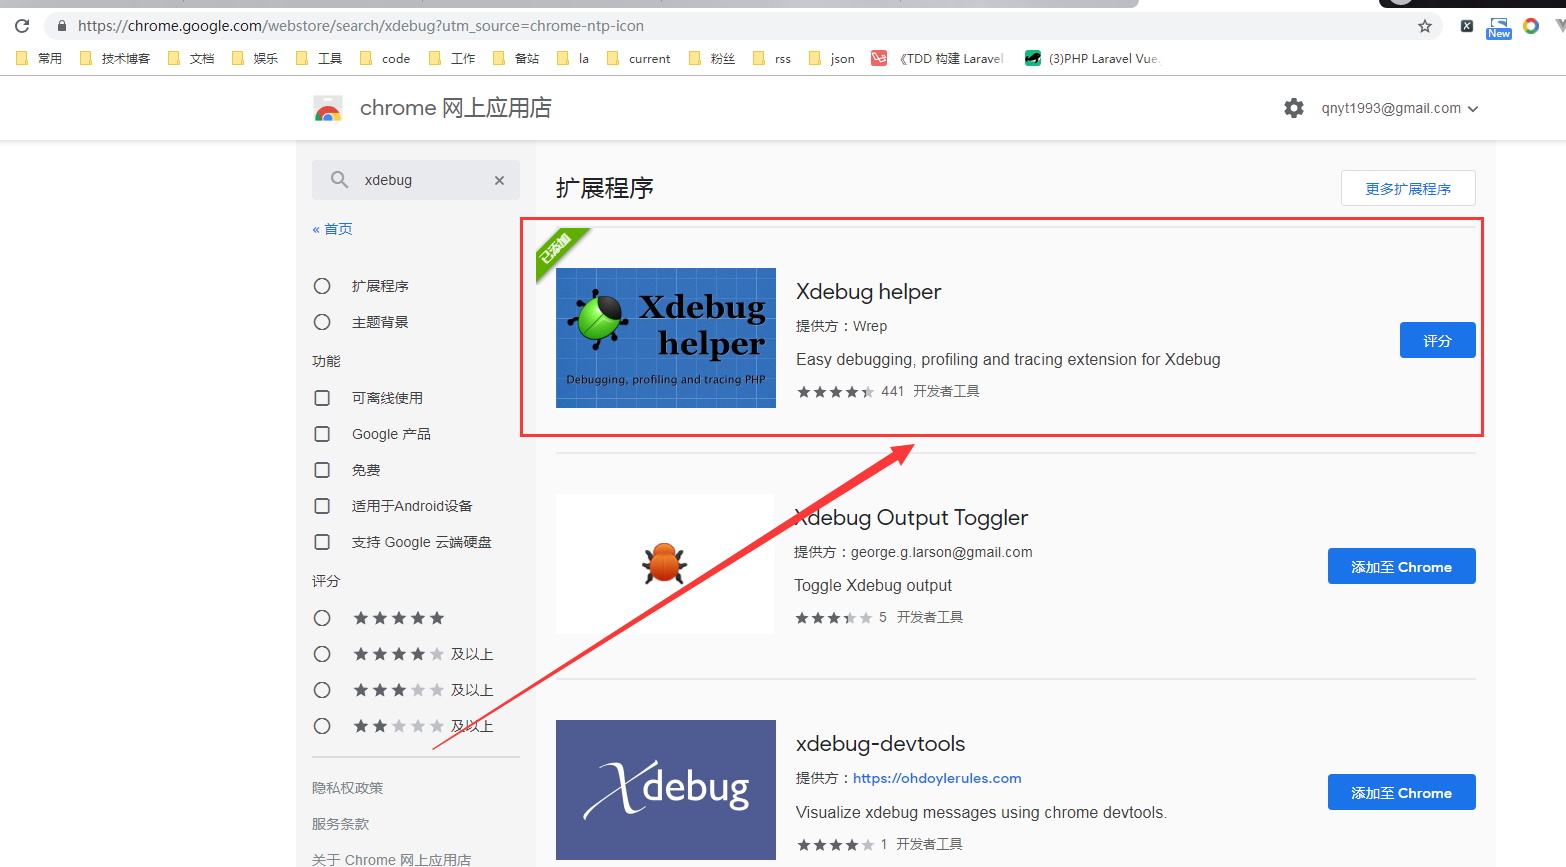 https://chrome.google.com/webstore/search/xdebug?utm_source=chrome-ntp-icon
New
常用 技术博客 文档 娱乐 工具 code 工作 备站 la current 粉丝 rss json 《TDD 构建 Laravel (3)PHP Laravel Vue.
chrome 网上应用店
qnyt1993@gmail.com
xdebug
« 首页
扩展程序
主题背景
功能
可离线使用
Google 产品
免费
适用于Android设备
支持 Google 云端硬盘
评分
及以上
及以上
及以上
隐私权政策
服务条款
关于 Chrome 网上应用店
扩展程序
更多扩展程序
已添加
Xdebug
helper
Debugging, profiling and tracing PHP
Xdebug helper
提供方：Wrep
Easy debugging, profiling and tracing extension for Xdebug
441 开发者工具
评分
Xdebug Output Toggler
提供方：george.g.larson@gmail.com
Toggle Xdebug output
5 开发者工具
添加至 Chrome
Xdebug
xdebug-devtools
提供方：https://ohdoylerules.com
Visualize xdebug messages using chrome devtools.
1 开发者工具
添加至 Chrome